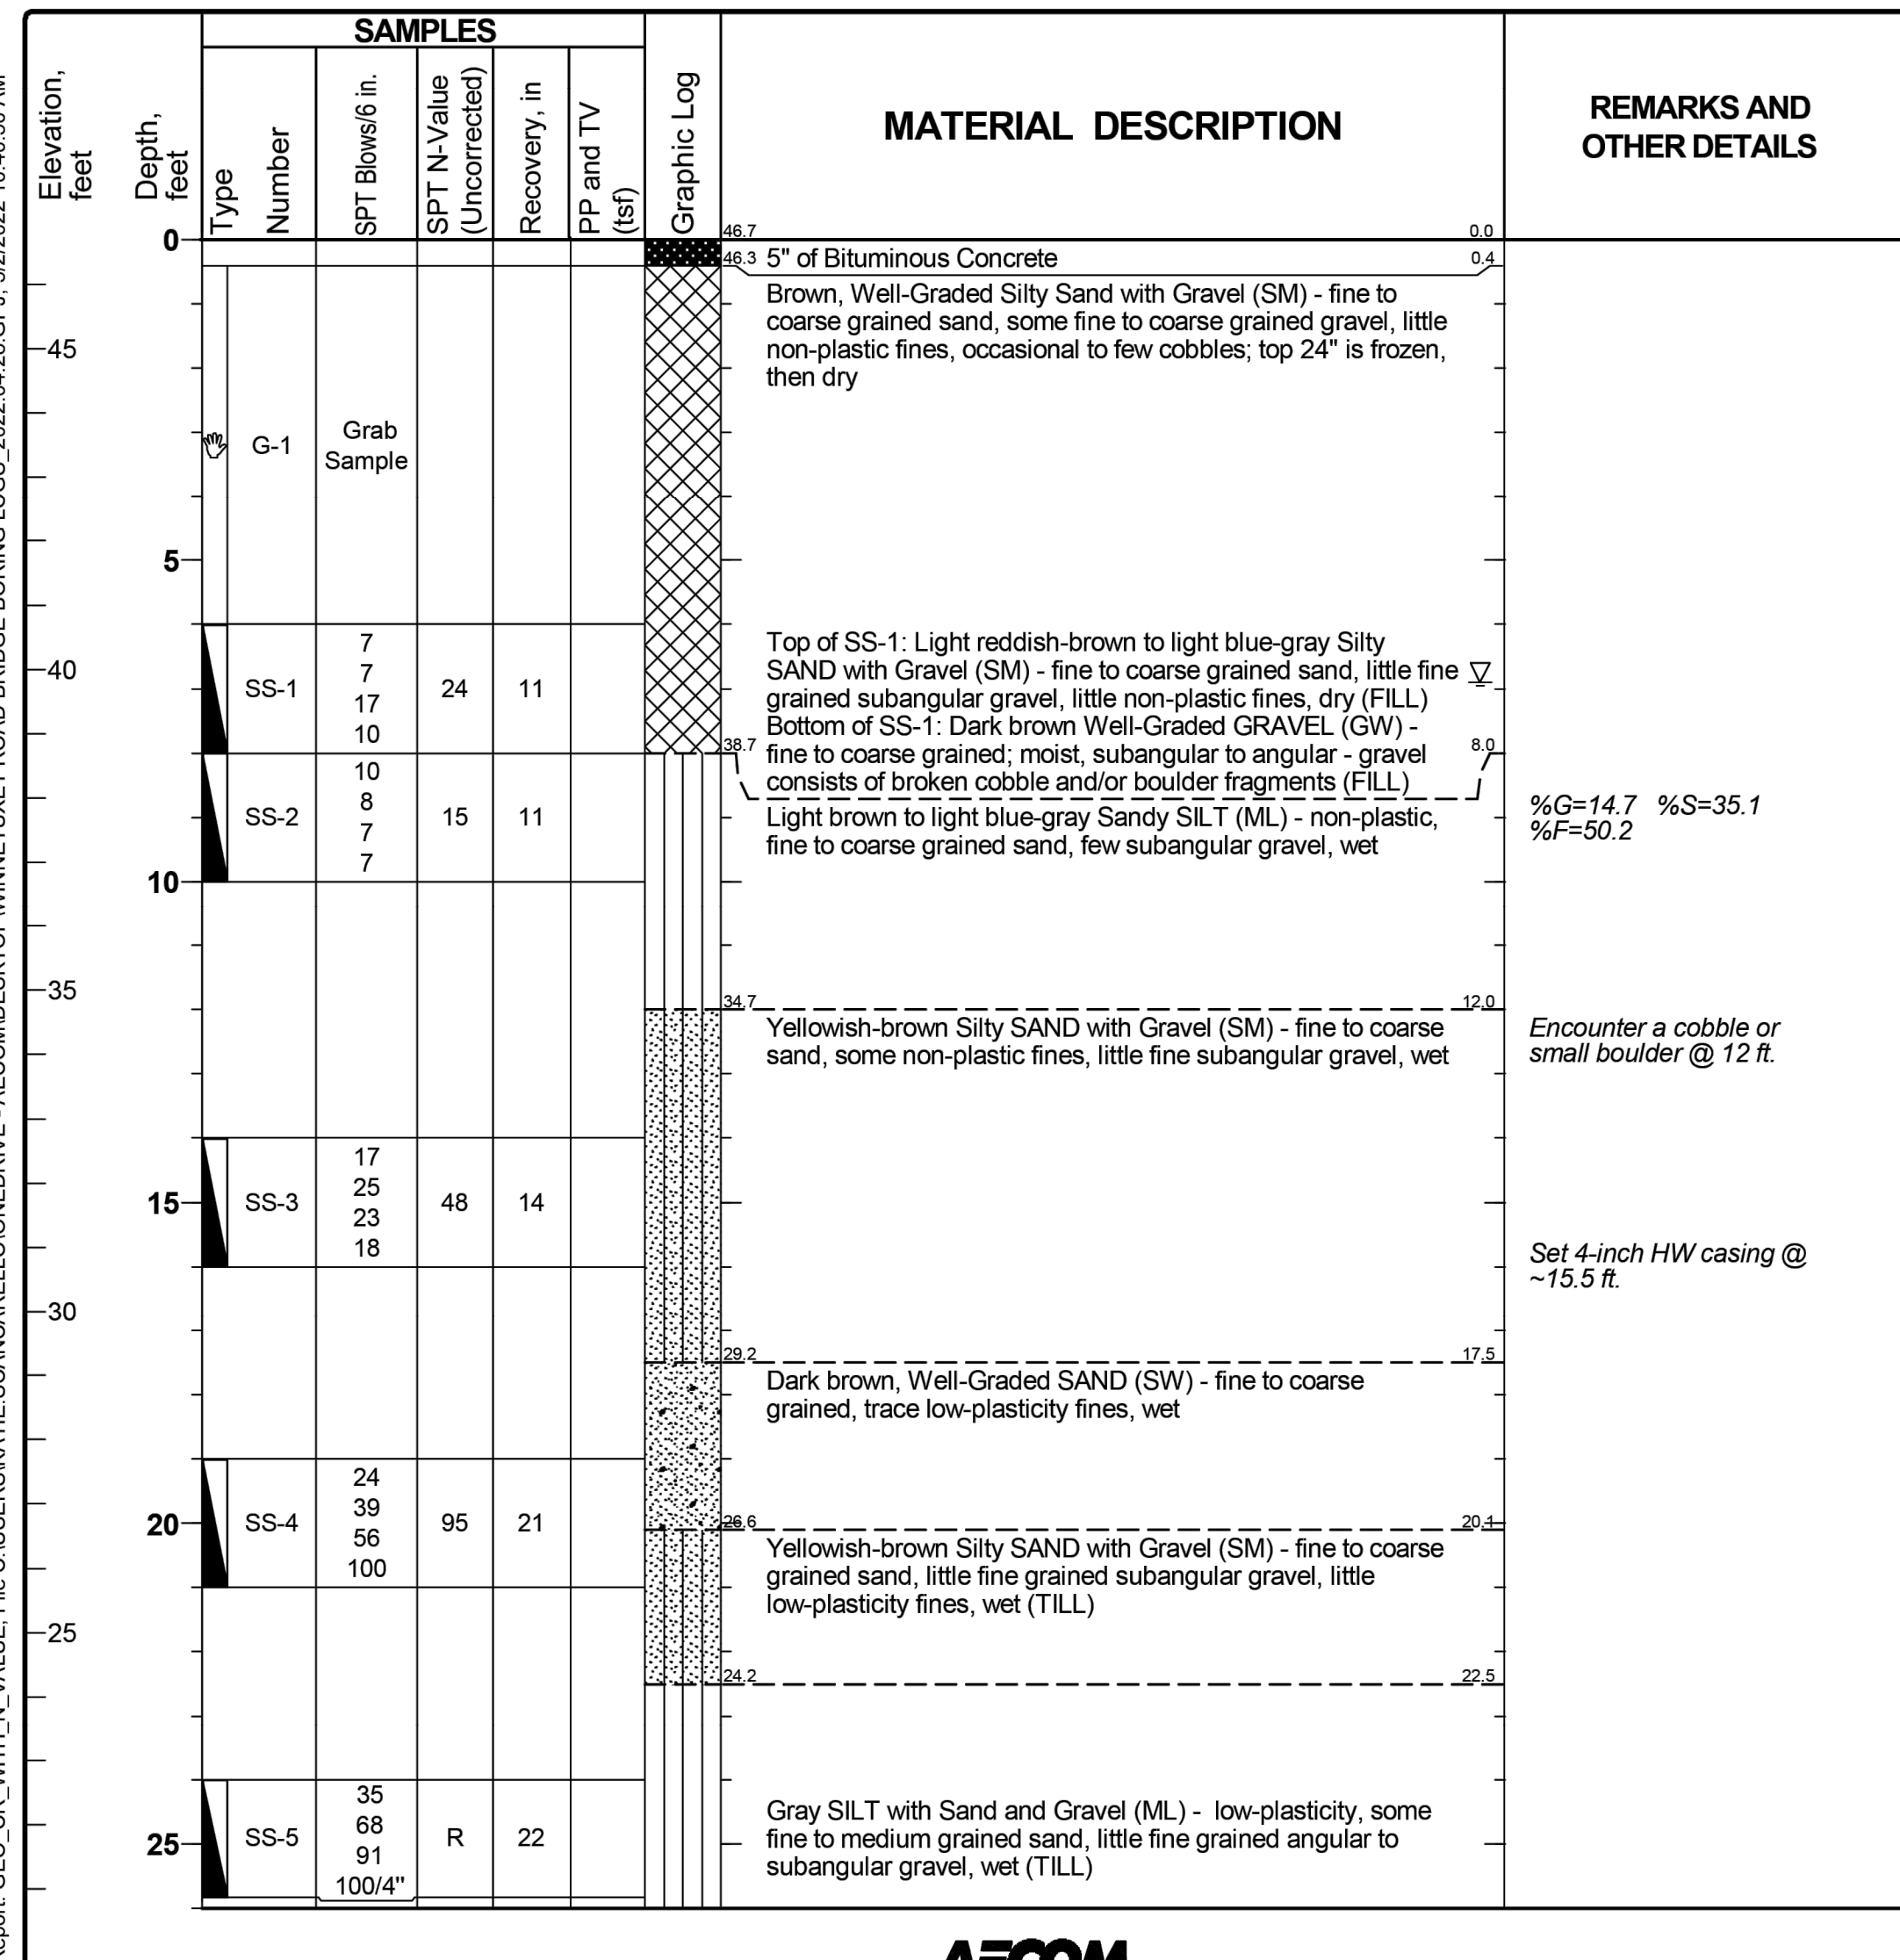 SAMPLES
Elevation,
feet
Depth,
feet
Type
Number
SPT Blows/6 in.
SPT N-Value
(Uncorrected)
Recovery, in
PP and TV
(tsf)
Graphic Log
MATERIAL DESCRIPTION
REMARKS AND
OTHER DETAILS
0
46.7
0.0
46.3 5" of Bituminous Concrete 0.4
Brown, Well-Graded Silty Sand with Gravel (SM) - fine to
coarse grained sand, some fine to coarse grained gravel, little
non-plastic fines, occasional to few cobbles; top 24" is frozen,
then dry
45
G-1
Grab
Sample
5
SS-1
7
7
17
10
24
11
Top of SS-1: Light reddish-brown to light blue-gray Silty
SAND with Gravel (SM) - fine to coarse grained sand, little fine
grained subangular gravel, little non-plastic fines, dry (FILL)
Bottom of SS-1: Dark brown Well-Graded GRAVEL (GW) -
fine to coarse grained; moist, subangular to angular - gravel
consists of broken cobble and/or boulder fragments (FILL)
40
38.7
8.0
SS-2
10
8
7
7
15
11
Light brown to light blue-gray Sandy SILT (ML) - non-plastic,
fine to coarse grained sand, few subangular gravel, wet
%G=14.7 %S=35.1
%F=50.2
10
35
34.7
12.0
Yellowish-brown Silty SAND with Gravel (SM) - fine to coarse
sand, some non-plastic fines, little fine subangular gravel, wet
Encounter a cobble or
small boulder @ 12 ft.
15
SS-3
17
25
23
18
48
14
Set 4-inch HW casing @
~15.5 ft.
30
29.2
17.5
Dark brown, Well-Graded SAND (SW) - fine to coarse
grained, trace low-plasticity fines, wet
20
SS-4
24
39
56
100
95
21
26.6
20.1
Yellowish-brown Silty SAND with Gravel (SM) - fine to coarse
grained sand, little fine grained subangular gravel, little
low-plasticity fines, wet (TILL)
25
24.2
22.5
25
SS-5
35
68
91
100/4"
R
22
Gray SILT with Sand and Gravel (ML) - low-plasticity, some
fine to medium grained sand, little fine grained angular to
subangular gravel, wet (TILL)
AECOM